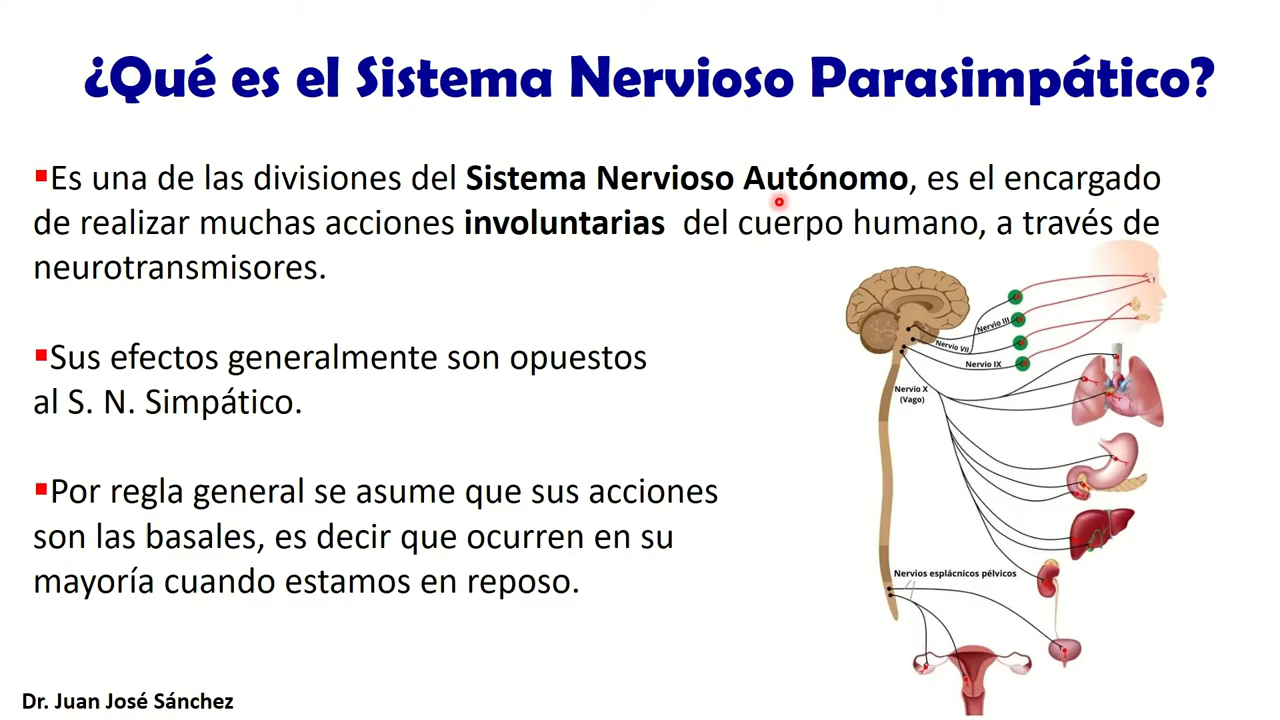 ¿Qué es el Sistema Nervioso Parasimpático?
▪Es una de las divisiones del Sistema Nervioso Autónomo, es el encargado
de realizar muchas acciones involuntarias del cuerpo humano, a través de
neurotransmisores.
▪Sus efectos generalmente son opuestos
al S. N. Simpático.
▪Por regla general se asume que sus acciones
son las basales, es decir que ocurren en su
mayoría cuando estamos en reposo.
Nervio III
Nervio VII
Nervio IX
Nervio X
(Vago)
Nervios esplácnicos pélvicos
Dr. Juan José Sánchez